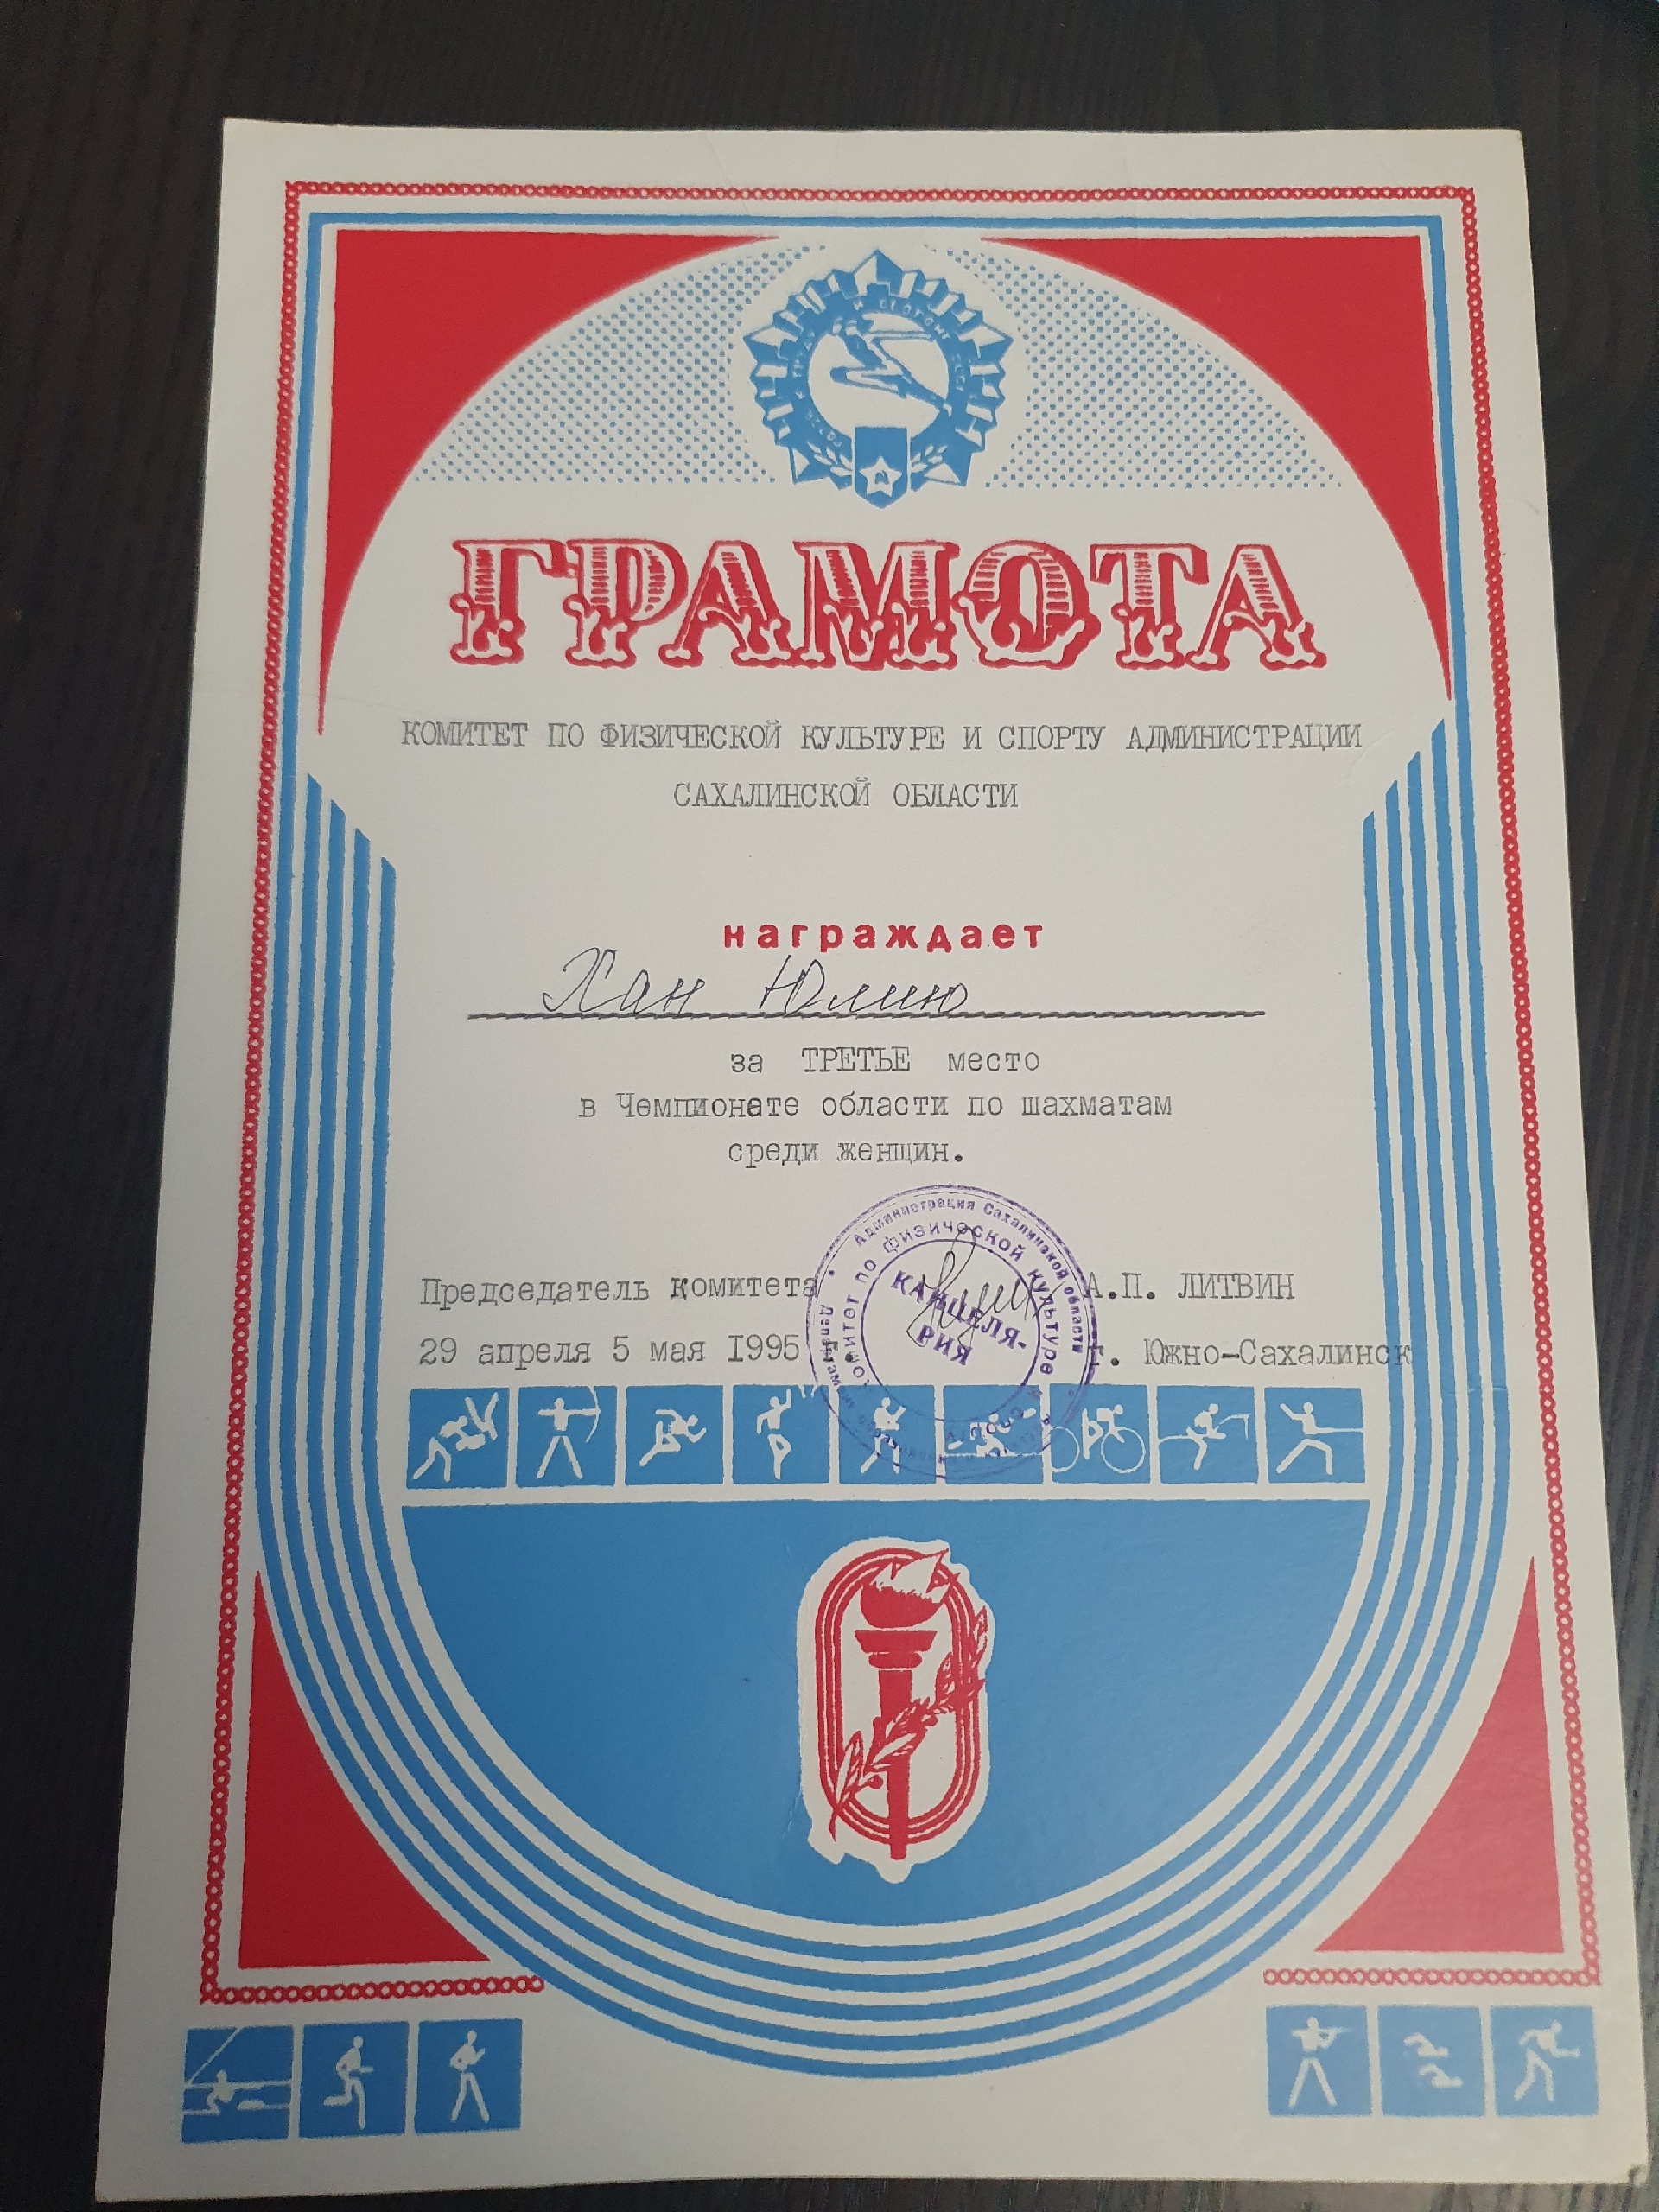 ГРАМОТА
КОМИТЕТ ПО ФИЗИЧЕСКОЙ КУЛЬТУРЕ И СПОРТУ АДМИНИСТРАЦИИ
САХАЛИНСКОЙ ОБЛАСТИ
награждает
Хан Юлию
за ТРЕТЬЕ место
в Чемпионате области по шахматам
среди женщин.
Председатель комитета А.П. ЛИТВИН
29 апреля 5 мая 1995 г. Южно-Сахалинск
Администрация Сахалинской области
Комитет по физической культуре и спорту
КАНЦЕЛЯ-
РИЯ